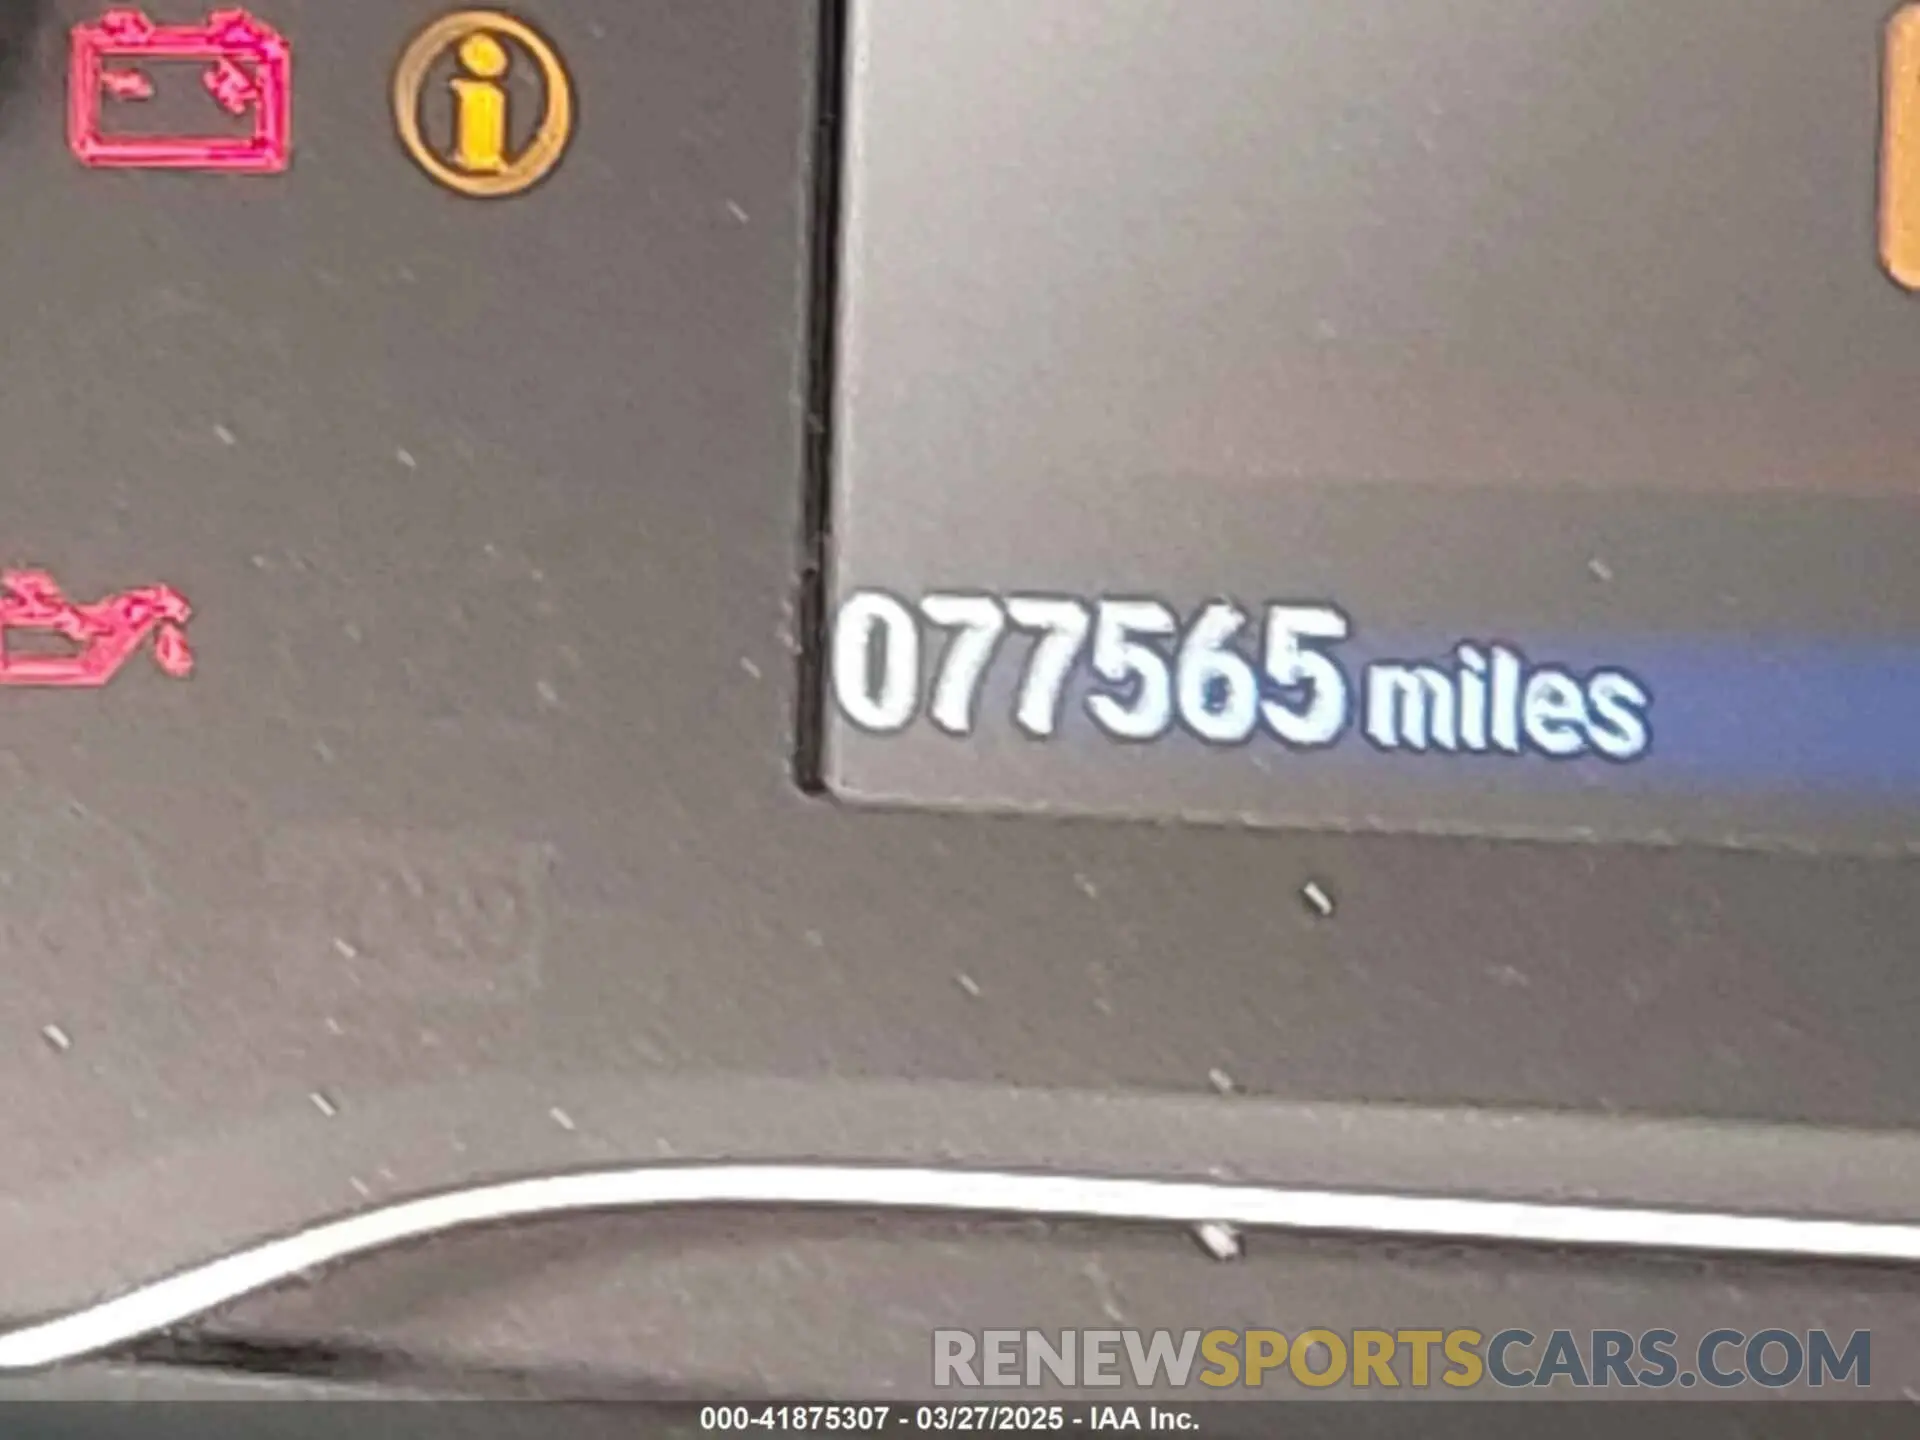 077565 miles
RENEWSPORTSCARS.COM
000-41875307 - 03/27/2025 - IAA Inc.